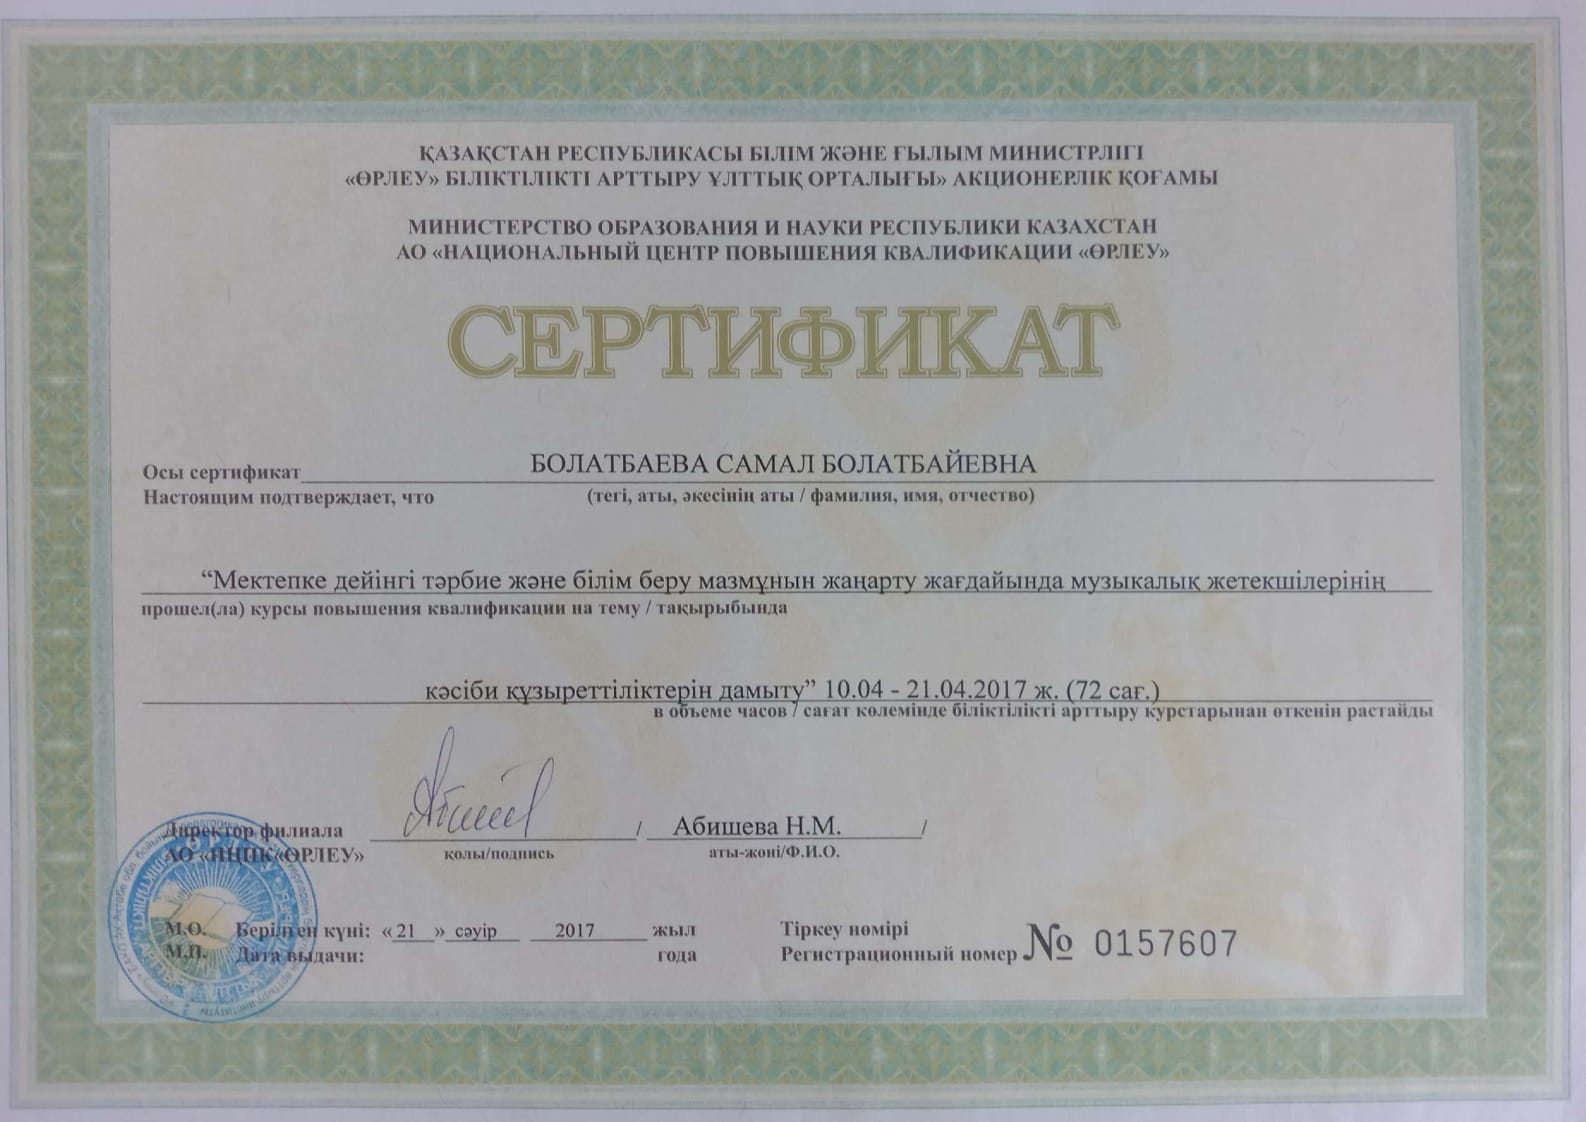 ҚАЗАҚСТАН РЕСПУБЛИКАСЫ БІЛІМ ЖӘНЕ ҒЫЛЫМ МИНИСТРЛІГІ
«ӨРЛЕУ» БІЛІКТІЛІКТІ АРТТЫРУ ҰЛТТЫҚ ОРТАЛЫҒЫ» АКЦИОНЕРЛІК ҚОҒАМЫ
МИНИСТЕРСТВО ОБРАЗОВАНИЯ И НАУКИ РЕСПУБЛИКИ КАЗАХСТАН
АО «НАЦИОНАЛЬНЫЙ ЦЕНТР ПОВЫШЕНИЯ КВАЛИФИКАЦИИ «ӨРЛЕУ»
СЕРТИФИКАТ
Осы сертификат БОЛАТБАЕВА САМАЛ БОЛАТБАЙЕВНА
Настоящим подтверждает, что (тегі, аты, әкесінің аты / фамилия, имя, отчество)
“Мектепке дейінгі тәрбие және білім беру мазмұнын жаңарту жағдайында музыкалық жетекшілерінің
прошел(ла) курсы повышения квалификации на тему / тақырыбында
кәсіби құзыреттіліктерін дамыту” 10.04 - 21.04.2017 ж. (72 сағ.)
в объеме часов / сағат көлемінде біліктілікті арттыру курстарынан өткенін растайды
Директор филиала / Абишева Н.М. /
АО «НЦПК«ӨРЛЕУ» қолы/подпись аты-жөні/Ф.И.О.
М.О. Берілген күні: «21» сәуір 2017 жыл Тіркеу нөмірі
М.П. Дата выдачи: года Регистрационный номер № 0157607